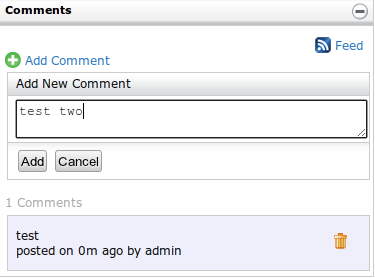 Comments
Feed
Add Comment
Add New Comment
test two
Add Cancel
1 Comments
test
posted on 0m ago by admin